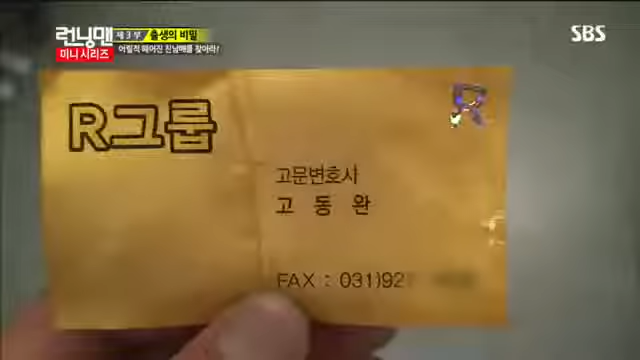 런닝맨 제3부 출생의 비밀
미니시리즈 어릴적 헤어진 친남매를 찾아라!
SBS
R그룹
R
고문변호사
고 동 완
FAX : 031)92